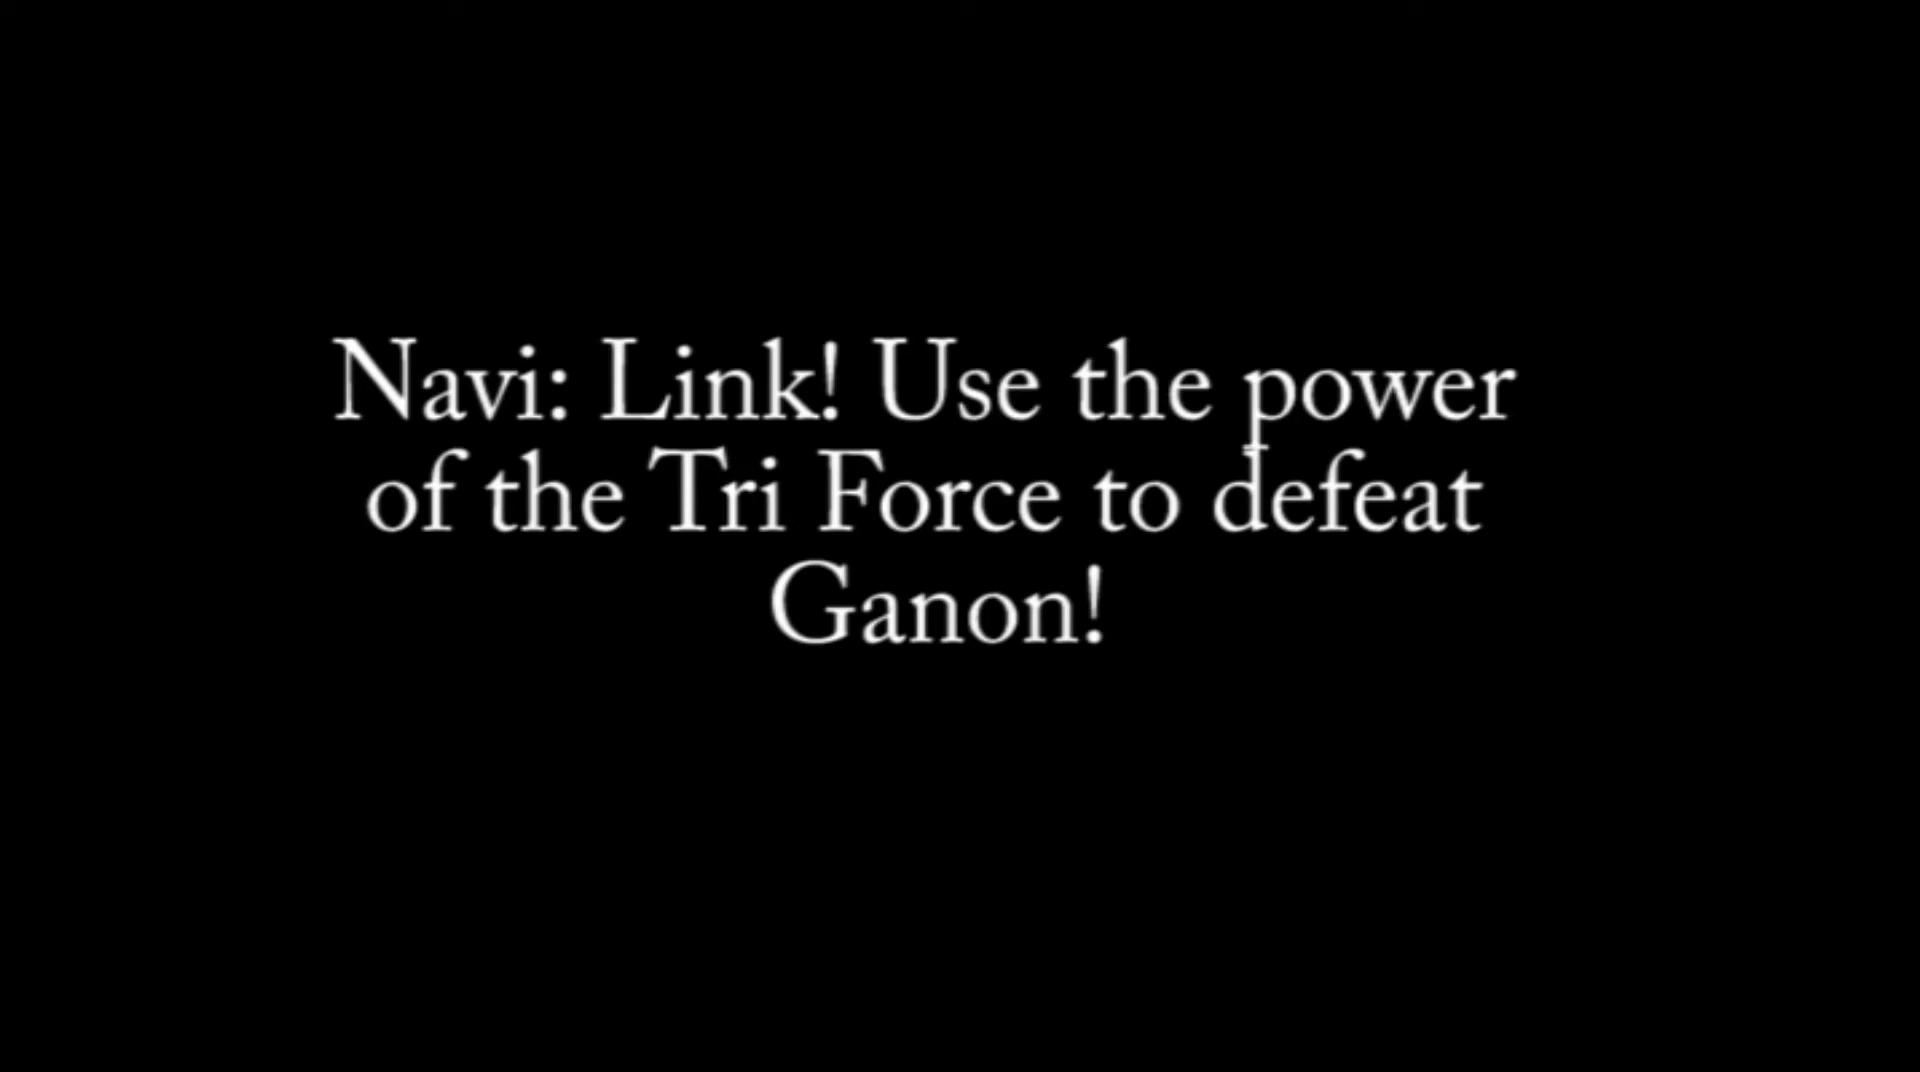 Navi: Link! Use the power
of the Tri Force to defeat
Ganon!